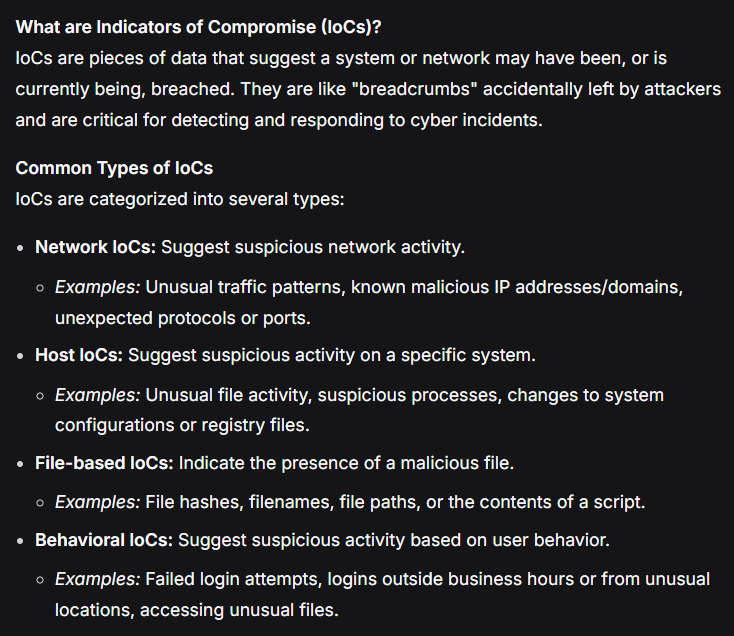 What are Indicators of Compromise (IoCs)?
IoCs are pieces of data that suggest a system or network may have been, or is
currently being, breached. They are like "breadcrumbs" accidentally left by attackers
and are critical for detecting and responding to cyber incidents.
Common Types of IoCs
IoCs are categorized into several types:
• Network IoCs: Suggest suspicious network activity.
◦ Examples: Unusual traffic patterns, known malicious IP addresses/domains,
unexpected protocols or ports.
• Host IoCs: Suggest suspicious activity on a specific system.
◦ Examples: Unusual file activity, suspicious processes, changes to system
configurations or registry files.
• File-based IoCs: Indicate the presence of a malicious file.
◦ Examples: File hashes, filenames, file paths, or the contents of a script.
• Behavioral IoCs: Suggest suspicious activity based on user behavior.
◦ Examples: Failed login attempts, logins outside business hours or from unusual
locations, accessing unusual files.